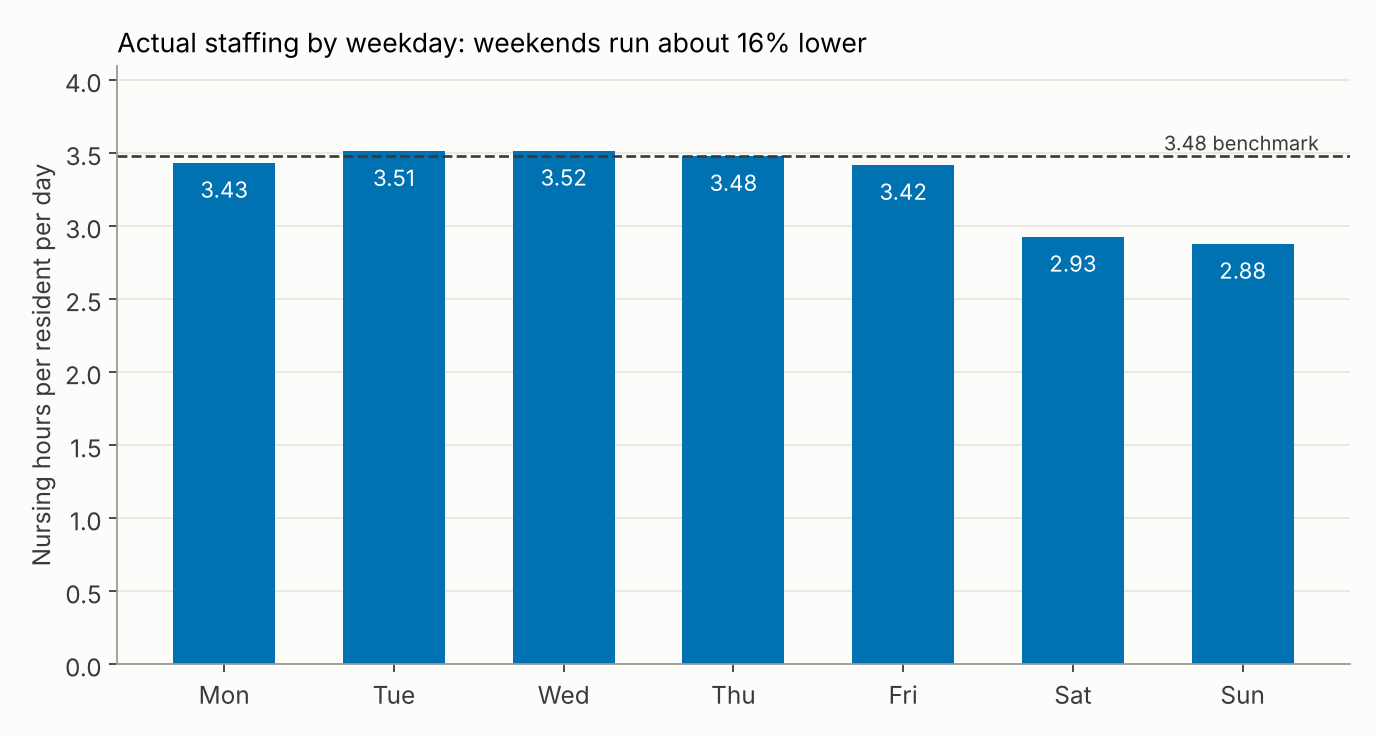 Actual staffing by weekday: weekends run about 16% lower
Nursing hours per resident per day
4.0
3.5
3.0
2.5
2.0
1.5
1.0
0.5
0.0
3.48 benchmark
3.43
3.51
3.52
3.48
3.42
2.93
2.88
Mon
Tue
Wed
Thu
Fri
Sat
Sun